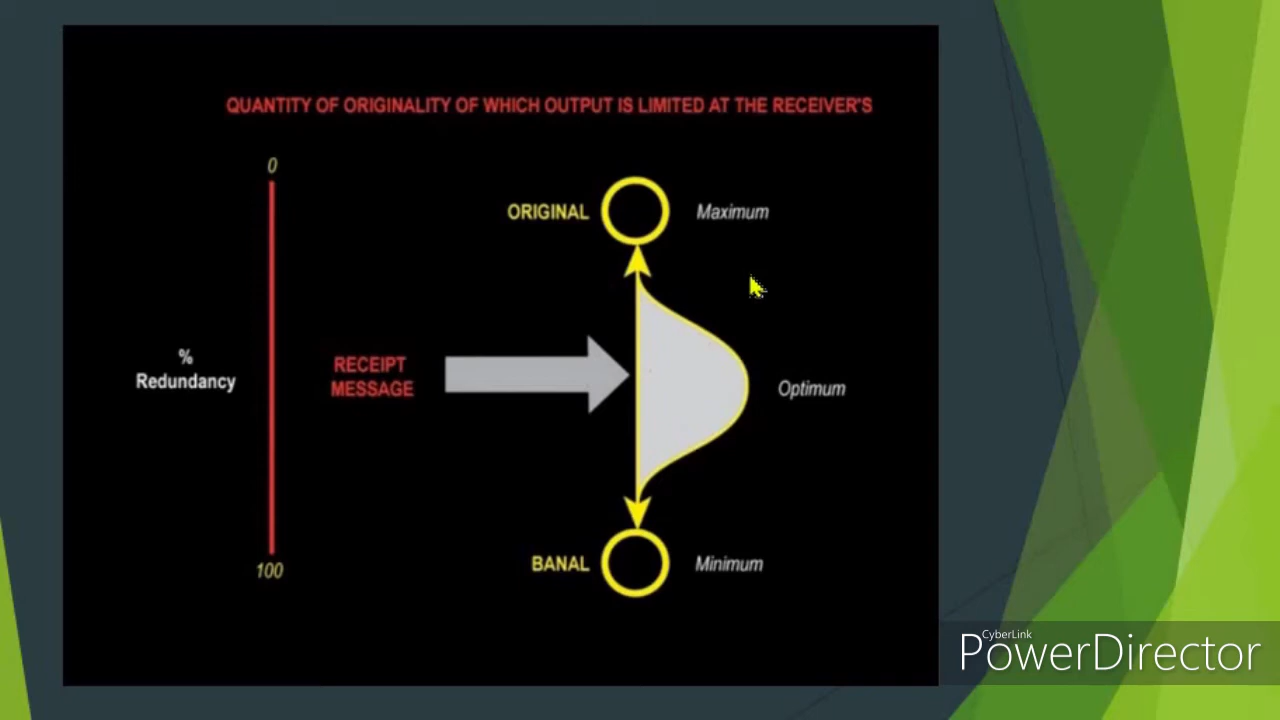 QUANTITY OF ORIGINALITY OF WHICH OUTPUT IS LIMITED AT THE RECEIVER'S
0
ORIGINAL
Maximum
%
Redundancy
RECEIPT
MESSAGE
Optimum
BANAL
Minimum
100
CyberLink
PowerDirector